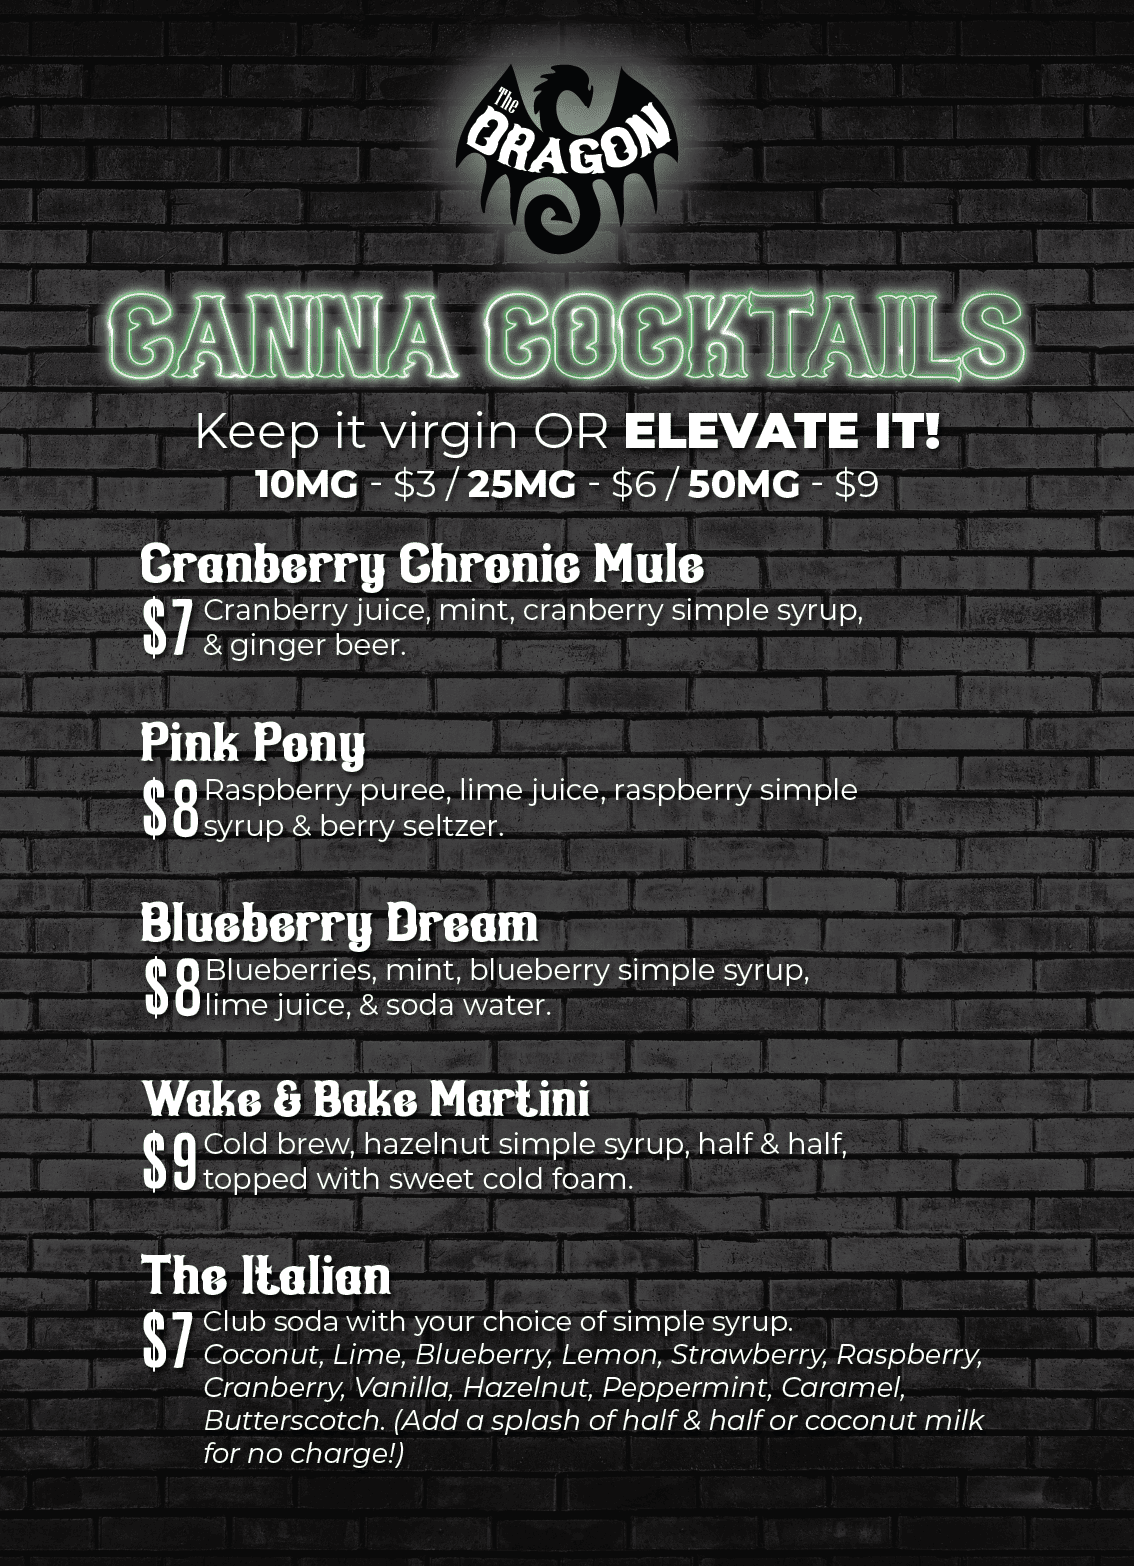 The
DRAGON
CANNA COCKTAILS
Keep it virgin OR ELEVATE IT!
10MG - $3 / 25MG - $6 / 50MG - $9
Cranberry Chronic Mule
$7 Cranberry juice, mint, cranberry simple syrup,
& ginger beer.
Pink Pony
$8 Raspberry puree, lime juice, raspberry simple
syrup & berry seltzer.
Blueberry Dream
$8 Blueberries, mint, blueberry simple syrup,
lime juice, & soda water.
Wake & Bake Martini
$9 Cold brew, hazelnut simple syrup, half & half,
topped with sweet cold foam.
The Italian
$7 Club soda with your choice of simple syrup.
Coconut, Lime, Blueberry, Lemon, Strawberry, Raspberry,
Cranberry, Vanilla, Hazelnut, Peppermint, Caramel,
Butterscotch. (Add a splash of half & half or coconut milk
for no charge!)